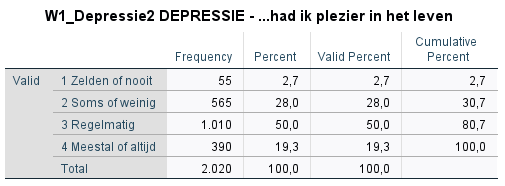 W1_Depressie2 DEPRESSIE - ...had ik plezier in het leven
Frequency Percent Valid Percent Cumulative Percent
Valid 1 Zelden of nooit 55 2,7 2,7 2,7
2 Soms of weinig 565 28,0 28,0 30,7
3 Regelmatig 1.010 50,0 50,0 80,7
4 Meestal of altijd 390 19,3 19,3 100,0
Total 2.020 100,0 100,0